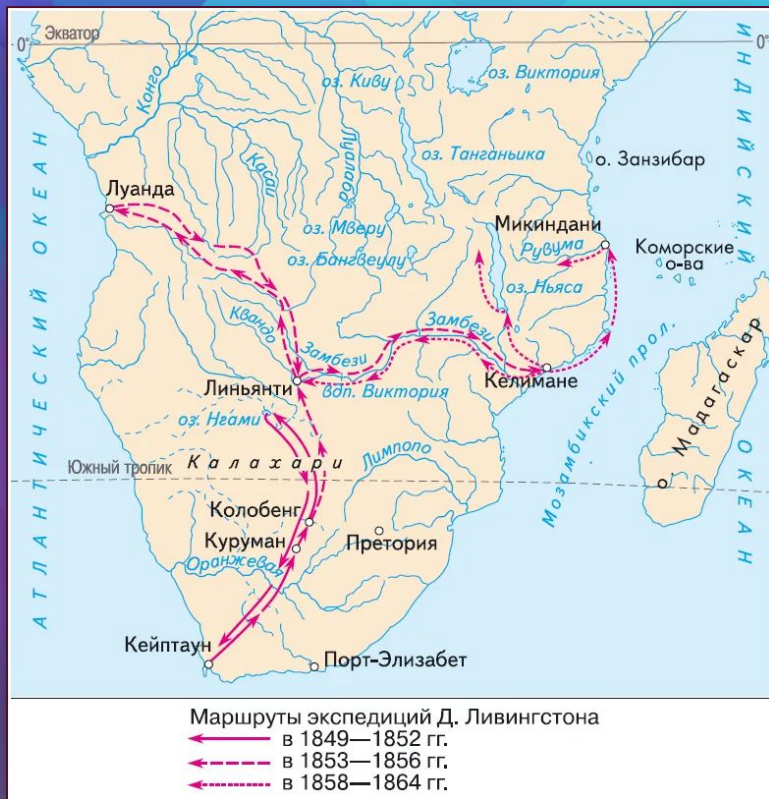 0°
Экватор
0°
Конго
оз. Киву
оз. Виктория
Касаи
Луалаба
оз. Танганьика
о. Занзибар
Луанда
оз. Мверу
оз. Бангвеулу
Микиндани
Рувума
Коморские
о-ва
оз. Ньяса
Квандо
Замбези
Замбези
Линьянти
вдп. Виктория
Келимане
оз. Нгами
Мозамбикский прол.
Мадагаскар
Южный тропик
Калахари
Лимпопо
Колобенг
Куруман
Претория
Оранжевая
Кейптаун
Порт-Элизабет
АТЛАНТИЧЕСКИЙ ОКЕАН
ИНДИЙСКИЙ
ОКЕАН
Маршруты экспедиций Д. Ливингстона
в 1849—1852 гг.
в 1853—1856 гг.
в 1858—1864 гг.